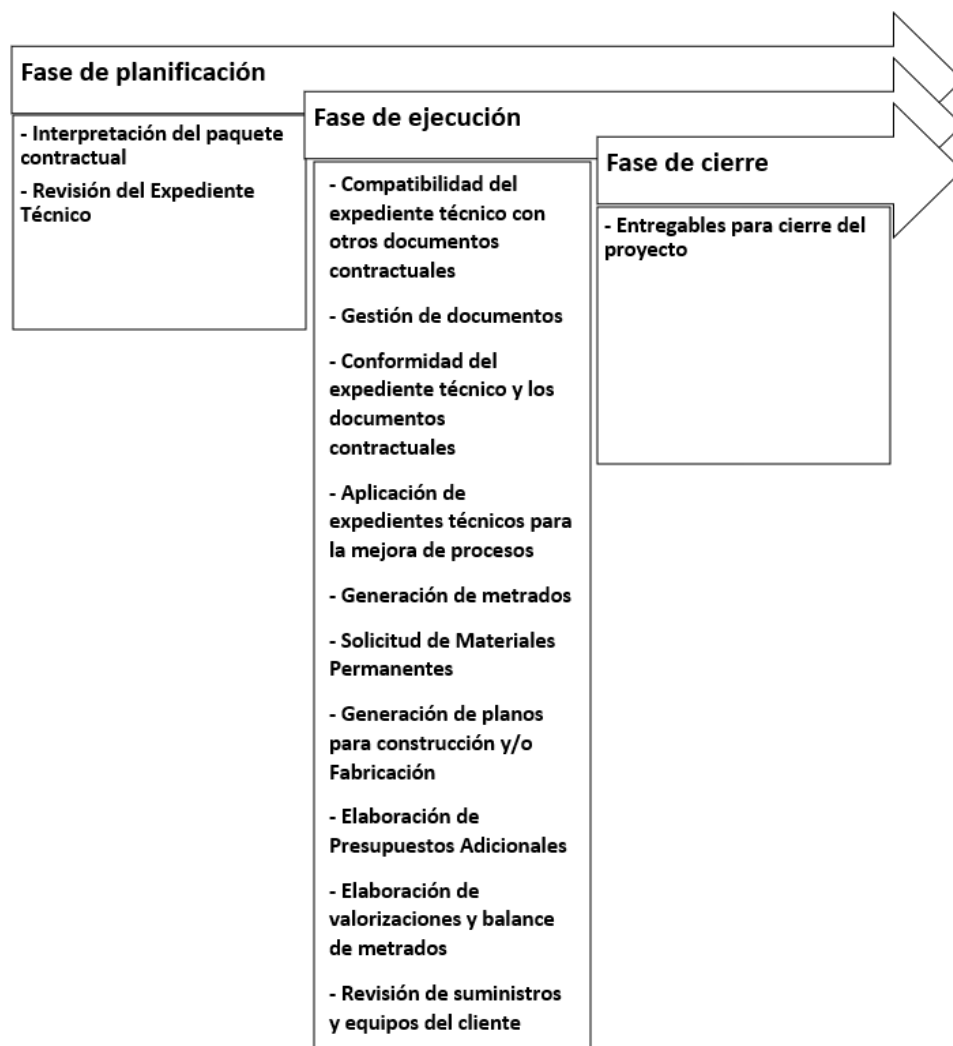 Fase de planificación
- Interpretación del paquete
contractual
- Revisión del Expediente
Técnico
Fase de ejecución
- Compatibilidad del
expediente técnico con
otros documentos
contractuales
- Gestión de documentos
- Conformidad del
expediente técnico y los
documentos
contractuales
- Aplicación de
expedientes técnicos para
la mejora de procesos
- Generación de metrados
- Solicitud de Materiales
Permanentes
- Generación de planos
para construcción y/o
Fabricación
- Elaboración de
Presupuestos Adicionales
- Elaboración de
valorizaciones y balance
de metrados
- Revisión de suministros
y equipos del cliente
Fase de cierre
- Entregables para cierre del
proyecto